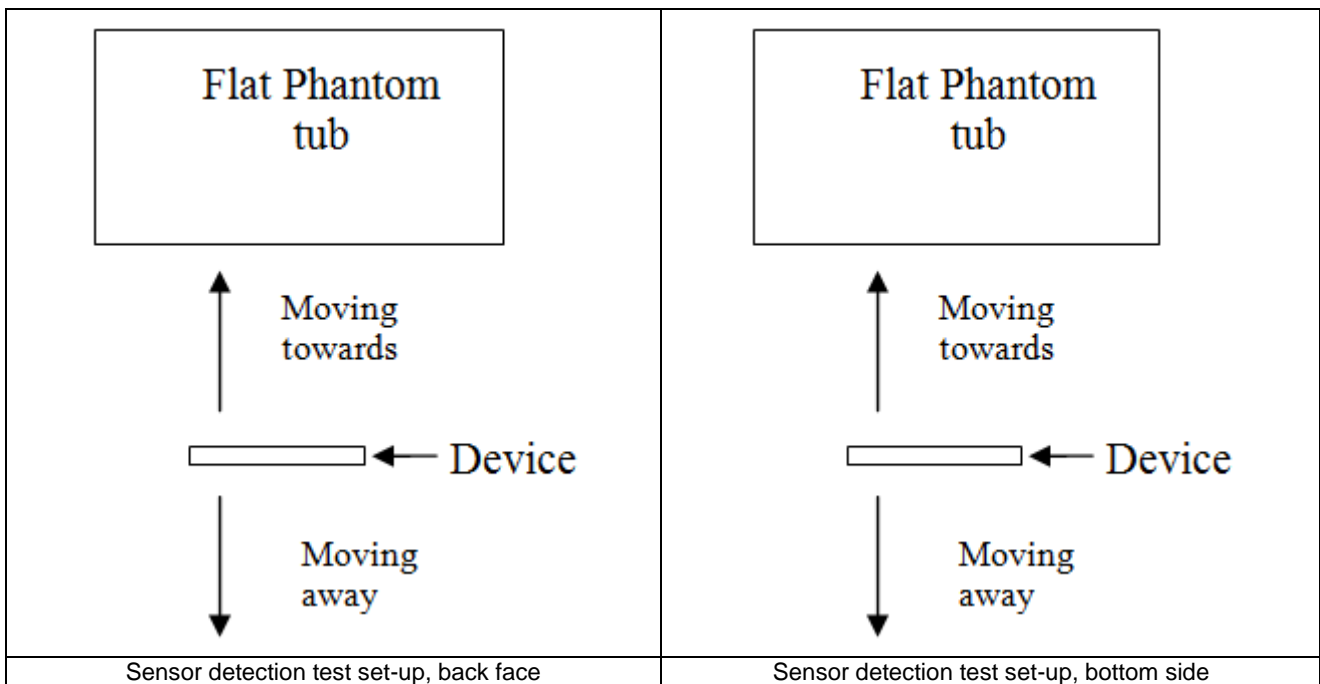 Flat Phantom
tub
Moving
towards
Device
Moving
away
Sensor detection test set-up, back face
Flat Phantom
tub
Moving
towards
Device
Moving
away
Sensor detection test set-up, bottom side